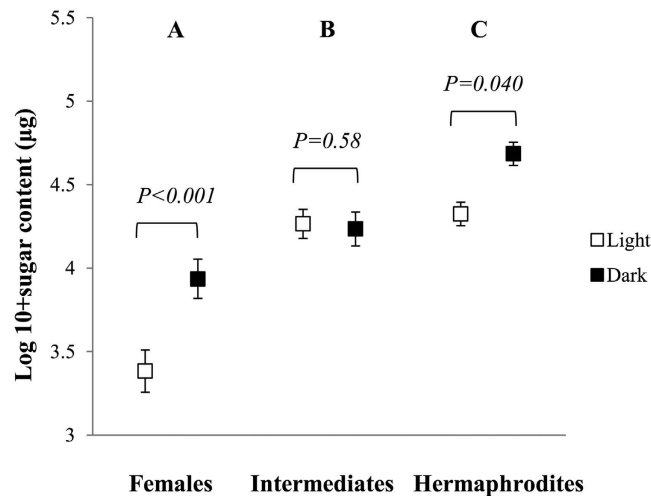 A B C
P=0.040
P=0.58
P<0.001
5.5
5
4.5
4
3.5
3
Log 10+sugar content (µg)
Light
Dark
Females Intermediates Hermaphrodites